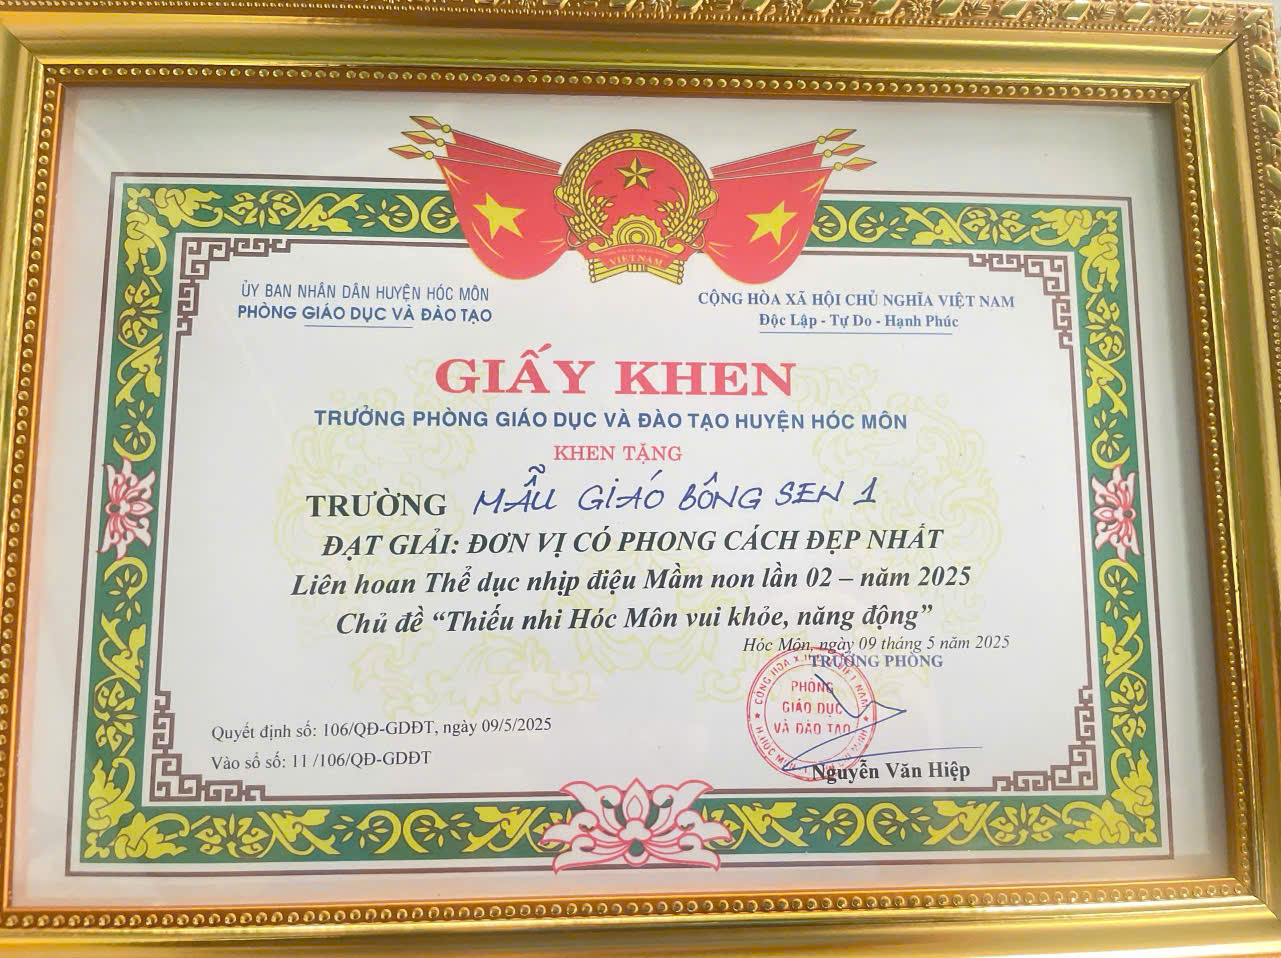 VIỆT NAM
ỦY BAN NHÂN DÂN HUYỆN HÓC MÔN
PHÒNG GIÁO DỤC VÀ ĐÀO TẠO
CỘNG HÒA XÃ HỘI CHỦ NGHĨA VIỆT NAM
Độc Lập - Tự Do - Hạnh Phúc
GIẤY KHEN
TRƯỞNG PHÒNG GIÁO DỤC VÀ ĐÀO TẠO HUYỆN HÓC MÔN
KHEN TẶNG
TRƯỜNG MẪU GIÁO BÔNG SEN 1
ĐẠT GIẢI: ĐƠN VỊ CÓ PHONG CÁCH ĐẸP NHẤT
Liên hoan Thể dục nhịp điệu Mầm non lần 02 – năm 2025
Chủ đề “Thiếu nhi Hóc Môn vui khỏe, năng động”
Hóc Môn, ngày 09 tháng 5 năm 2025
TRƯỞNG PHÒNG
PHÒNG
GIÁO DỤC
VÀ ĐÀO TẠO
Nguyễn Văn Hiệp
Quyết định số: 106/QĐ-GDĐT, ngày 09/5/2025
Vào sổ số: 11 /106/QĐ-GDĐT